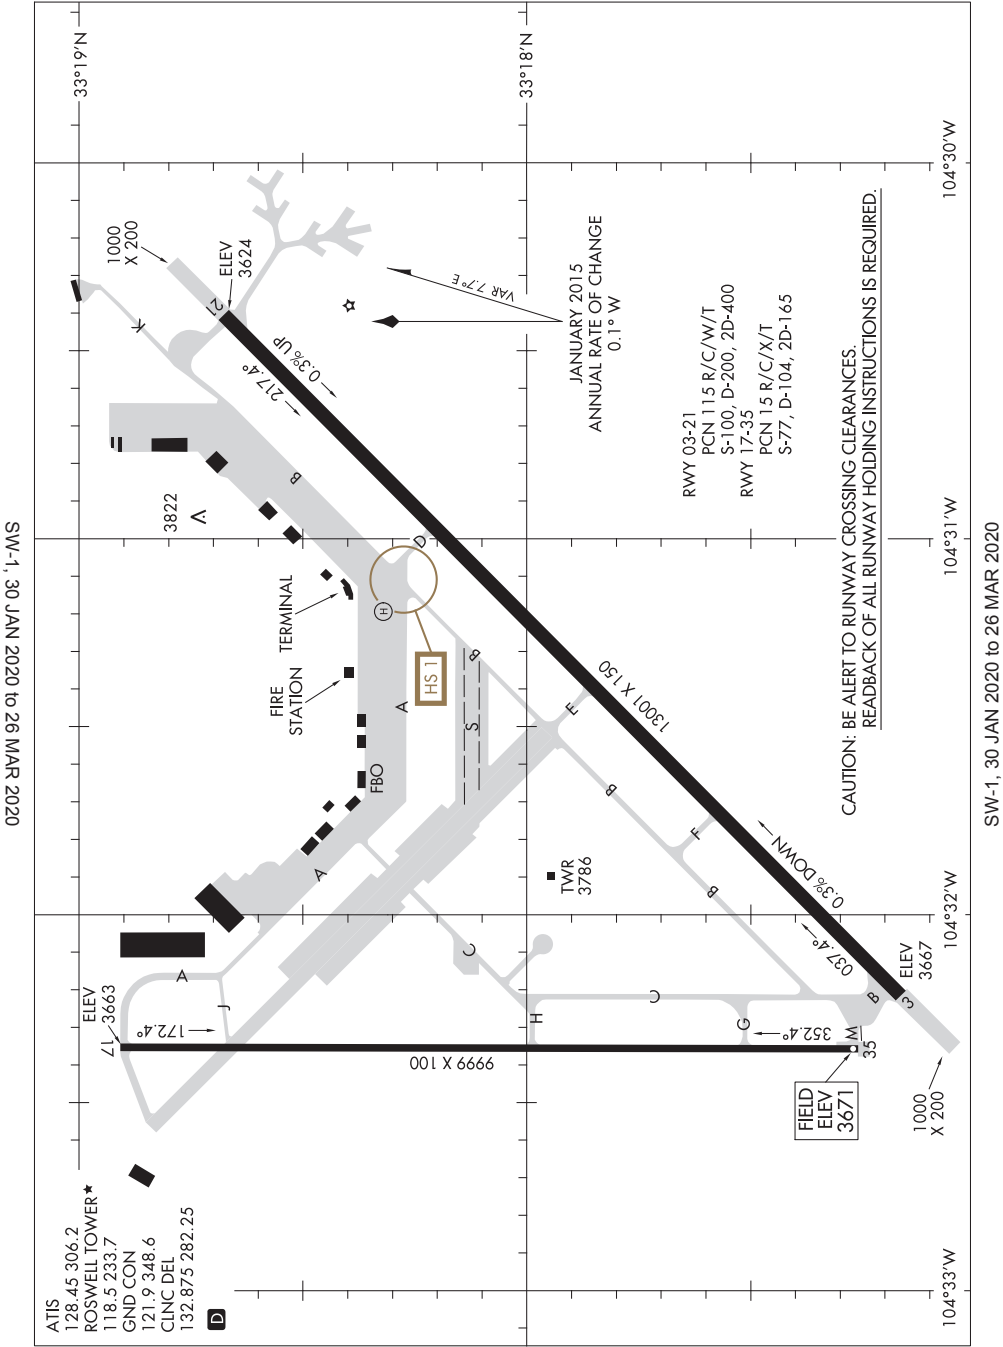 ATIS
128.45 306.2
ROSWELL TOWER★
118.5 233.7
GND CON
121.9 348.6
CLNC DEL
132.875 282.25
D
33°19'N
33°18'N
104°30'W
104°31'W
104°32'W
104°33'W
1000
X 200
ELEV
3624
21
K
0.3% UP
217.4°
VAR 7.7° E
JANUARY 2015
ANNUAL RATE OF CHANGE
0.1° W
RWY 03-21
PCN 115 R/C/W/T
S-100, D-200, 2D-400
RWY 17-35
PCN 15 R/C/X/T
S-77, D-104, 2D-165
CAUTION: BE ALERT TO RUNWAY CROSSING CLEARANCES.
READBACK OF ALL RUNWAY HOLDING INSTRUCTIONS IS REQUIRED.
3822
B
D
TERMINAL
H
FIRE
STATION
HS 1
A
B
S
FBO
F
13001 X 150
A
B
F
TWR
3786
B
0.3% DOWN
037.4°
ELEV
3667
3
B
A
J
C
C
H
G
M
ELEV
3663
17
172.4°
9999 X 100
352.4°
35
FIELD
ELEV
3671
1000
X 200
SW-1, 30 JAN 2020 to 26 MAR 2020
SW-1, 30 JAN 2020 to 26 MAR 2020